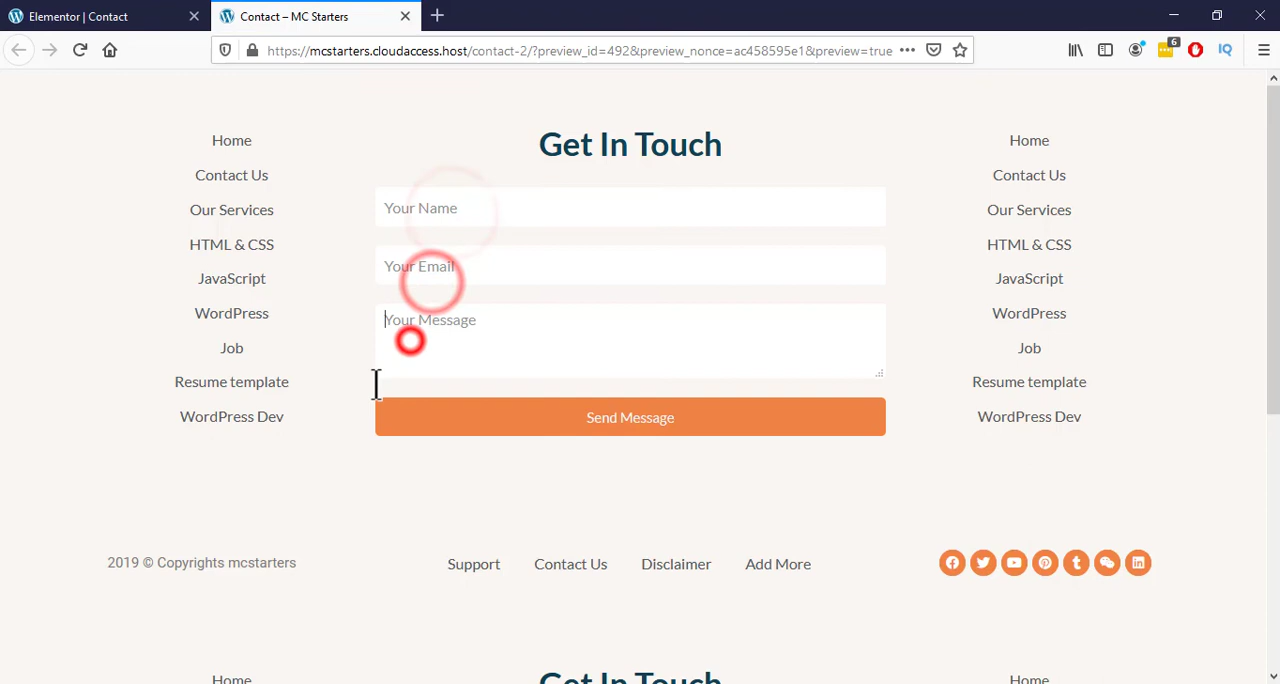 Elementor | Contact
Contact – MC Starters
https://mcstarters.cloudaccess.host/contact-2/?preview_id=492&preview_nonce=ac458595e1&preview=true
6
IQ
Home
Contact Us
Our Services
HTML & CSS
JavaScript
WordPress
Job
Resume template
WordPress Dev
Get In Touch
Your Name
Your Email
Your Message
Send Message
Home
Contact Us
Our Services
HTML & CSS
JavaScript
WordPress
Job
Resume template
WordPress Dev
2019 © Copyrights mcstarters
Support
Contact Us
Disclaimer
Add More
Home
Get In Touch
Home